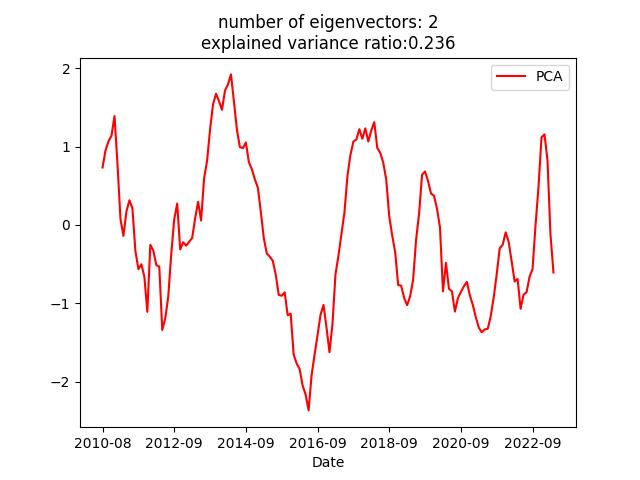 number of eigenvectors: 2
explained variance ratio:0.236
PCA
2
1
0
−1
−2
2010-08 2012-09 2014-09 2016-09 2018-09 2020-09 2022-09
Date